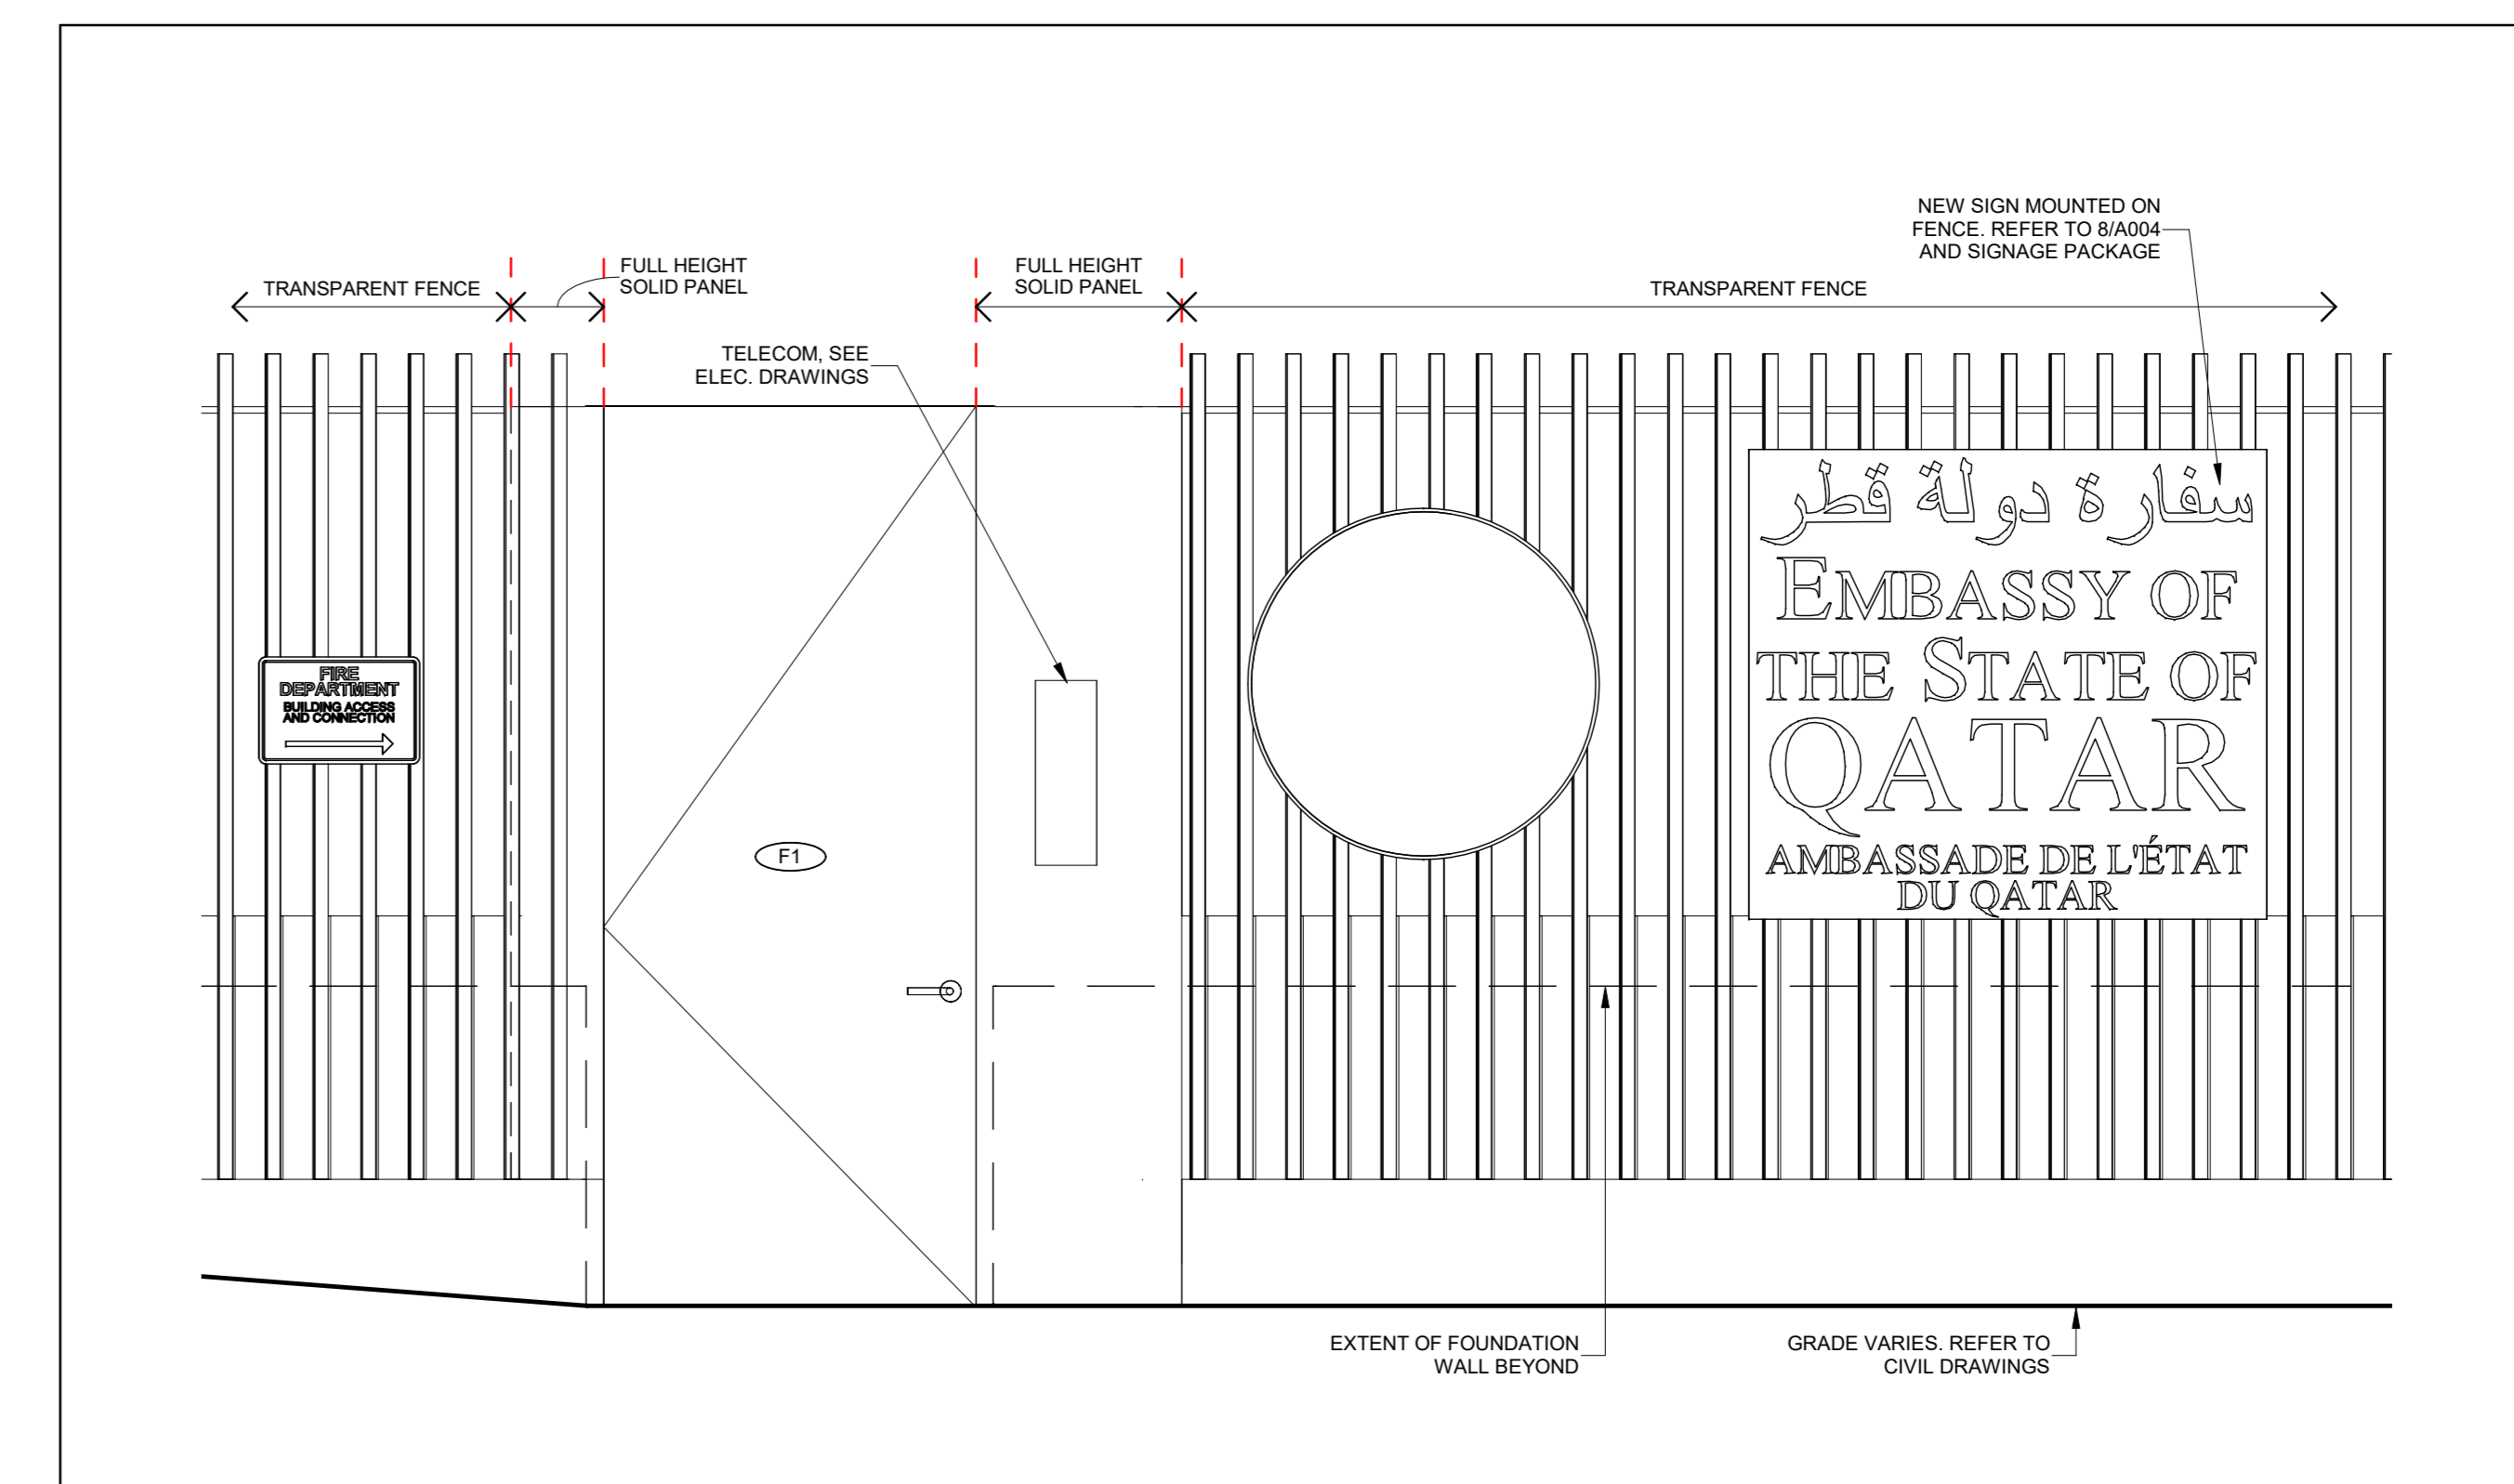 NEW SIGN MOUNTED ON
FENCE. REFER TO 8/A004
AND SIGNAGE PACKAGE
TRANSPARENT FENCE
FULL HEIGHT
SOLID PANEL
FULL HEIGHT
SOLID PANEL
TRANSPARENT FENCE
TELECOM, SEE
ELEC. DRAWINGS
FIRE
DEPARTMENT
BUILDING ACCESS
AND CONNECTION
F1
سفارة دولة قطر
EMBASSY OF
THE STATE OF
QATAR
AMBASSADE DE L'ÉTAT
DU QATAR
EXTENT OF FOUNDATION
WALL BEYOND
GRADE VARIES. REFER TO
CIVIL DRAWINGS